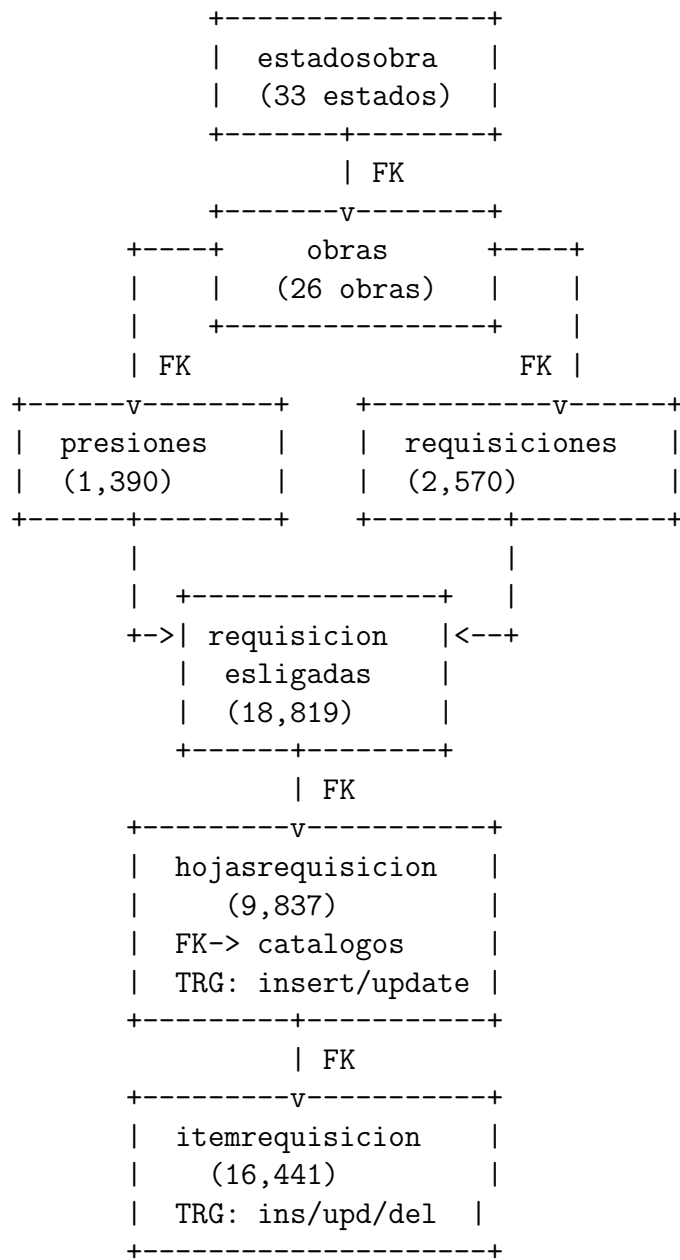 estadosobra
(33 estados)
FK
obras
(26 obras)
FK FK
presiones requisiciones
(1,390) (2,570)
requisicion
esligadas
(18,819)
FK
hojasrequisicion
(9,837)
FK-> catalogos
TRG: insert/update
FK
itemrequisicion
(16,441)
TRG: ins/upd/del